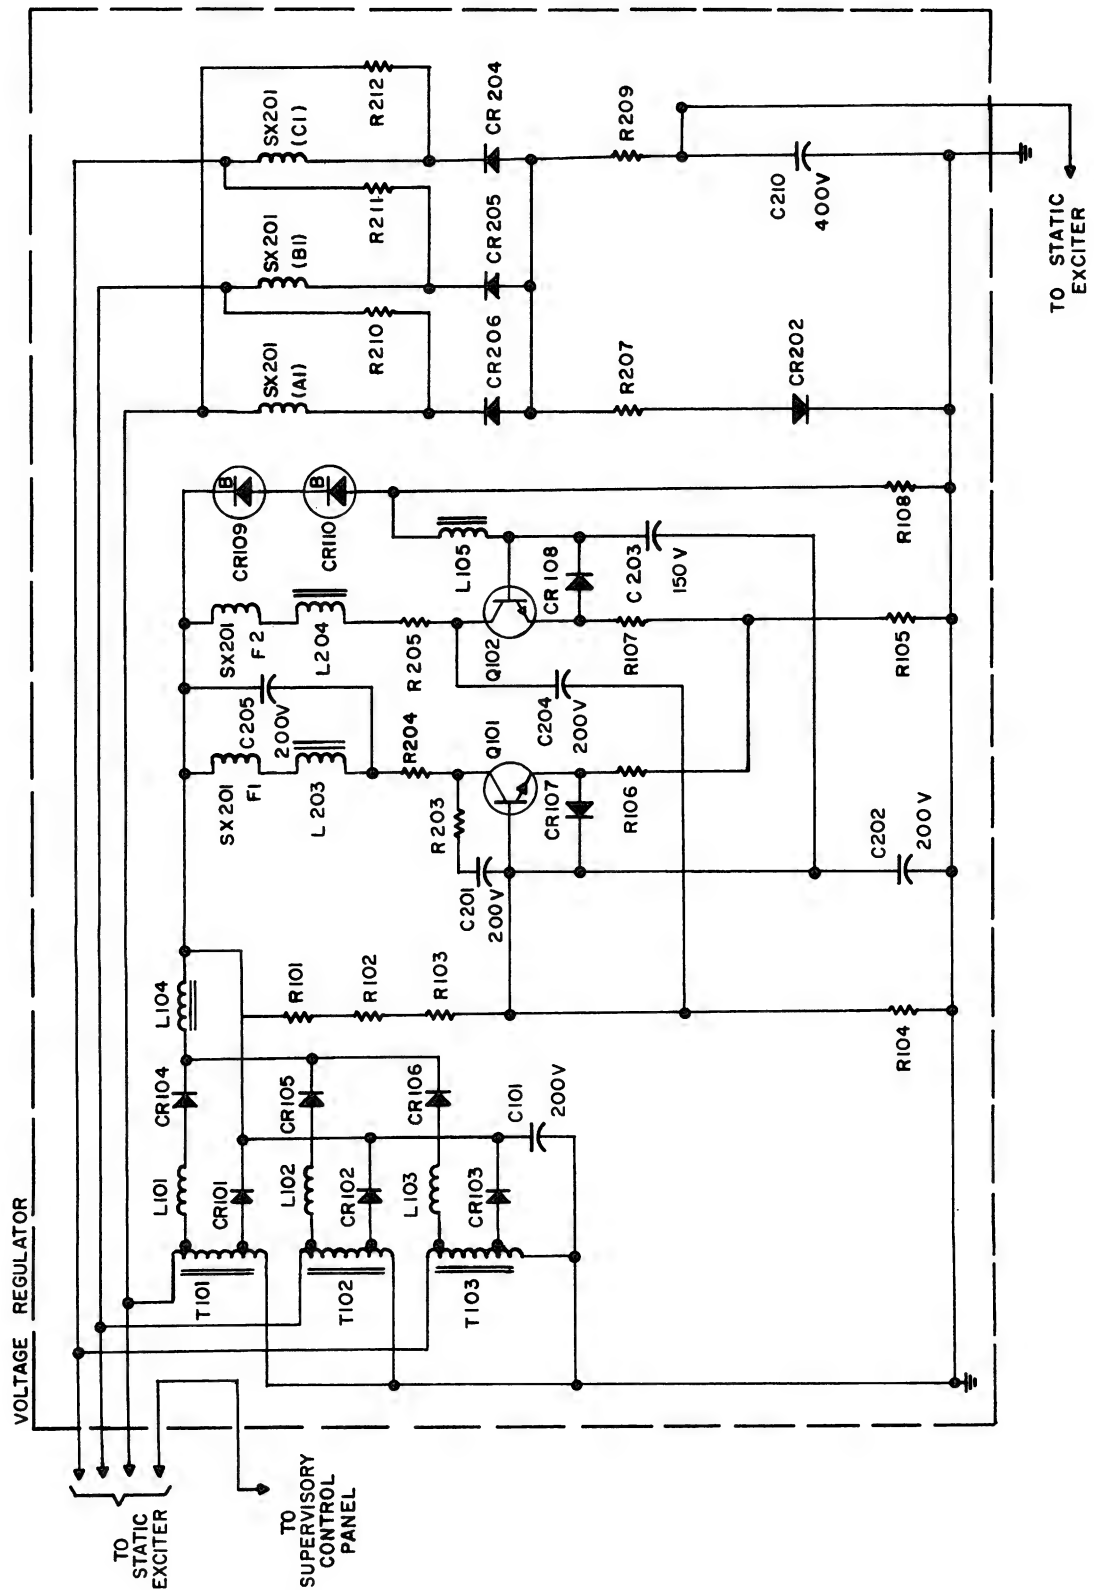 VOLTAGE REGULATOR
TO
STATIC
EXCITER
TO
SUPERVISORY
CONTROL
PANEL
T101
T102
T103
L101
CR101
L102
CR102
L103
CR103
CR104
CR105
CR106
C101
200V
L104
R101
R102
R103
R104
SX201
F1
L203
C205
200V
R204
R203
C201
200V
Q101
CR107
R106
C202
200V
SX201
F2
L204
R205
C204
200V
Q102
CR108
R107
R105
C203
150V
L105
CR109
B
CR110
B
R108
SX201
(A1)
R210
CR206
R207
CR202
SX201
(B1)
R211
CR205
SX201
(C1)
R212
CR204
R209
C210
400V
TO STATIC
EXCITER